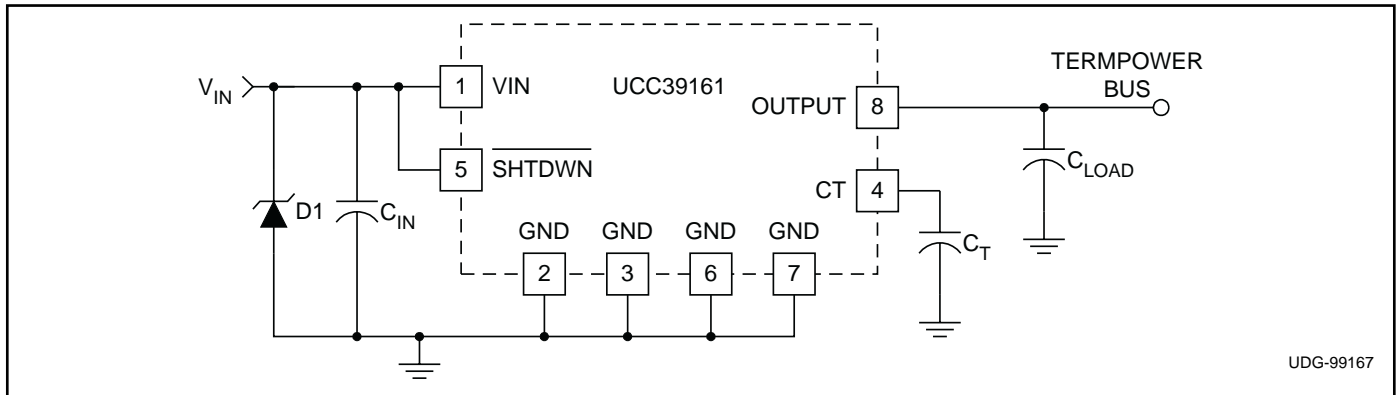 TERMPOWER
BUS
V_IN
1 VIN
UCC39161
OUTPUT 8
5 SHTDWN
C_LOAD
CT 4
D1
C_IN
GND GND GND GND
2 3 6 7
C_T
UDG-99167